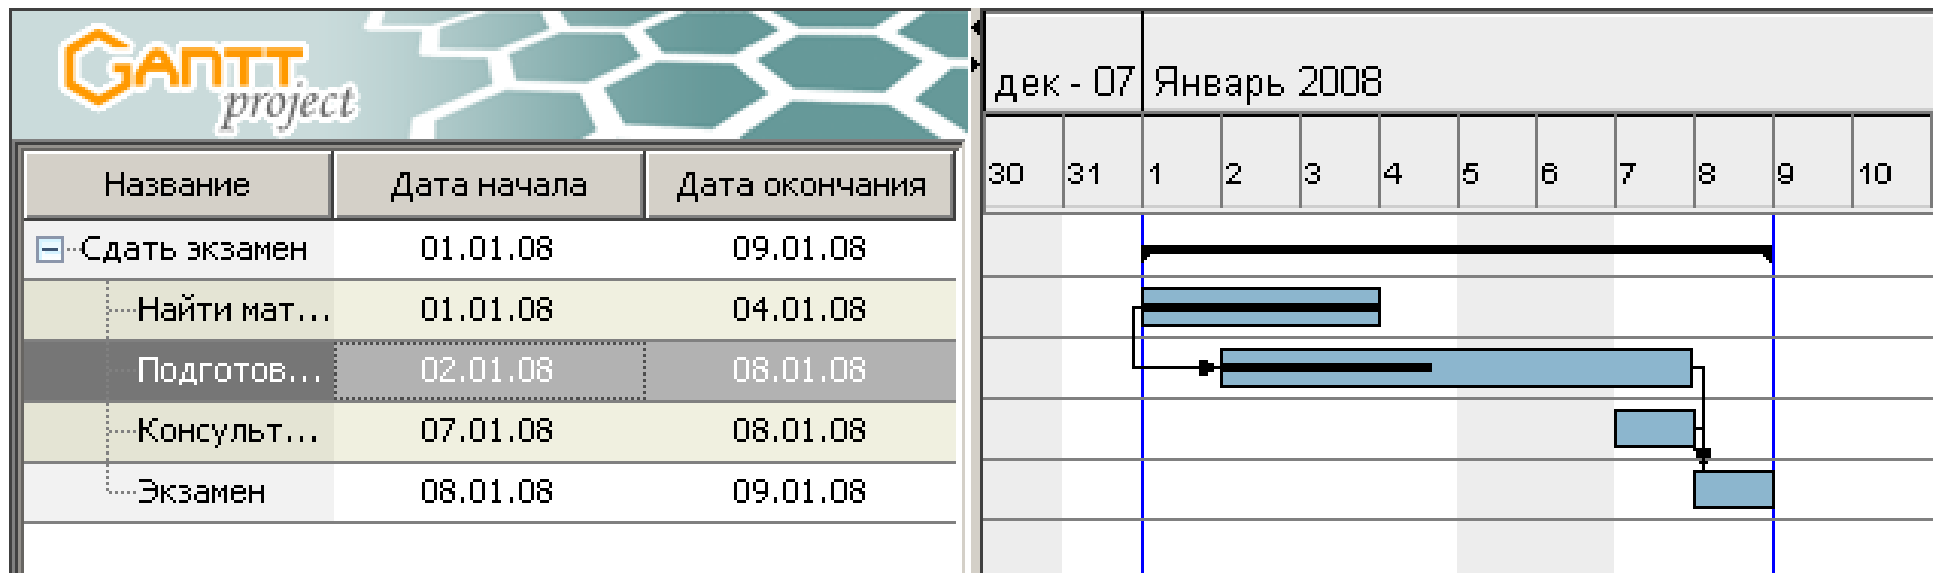 GANTT
project
дек - 07 Январь 2008
30 31 1 2 3 4 5 6 7 8 9 10
Название Дата начала Дата окончания
Сдать экзамен 01.01.08 09.01.08
Найти мат... 01.01.08 04.01.08
Подготов... 02.01.08 08.01.08
Консульт... 07.01.08 08.01.08
Экзамен 08.01.08 09.01.08